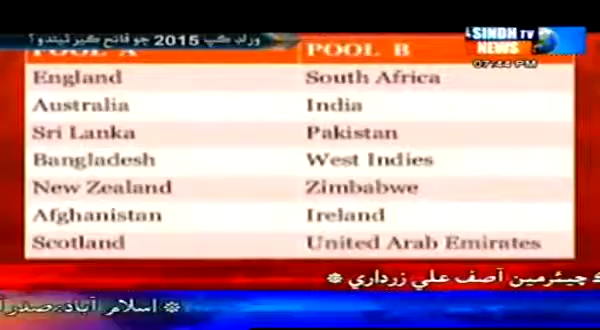 ورلڊ ڪپ 2015 جو فاتح ڪير ٿيندو؟
SINDH TV
NEWS
07:44 PM
POOL A POOL B
England South Africa
Australia India
Sri Lanka Pakistan
Bangladesh West Indies
New Zealand Zimbabwe
Afghanistan Ireland
Scotland United Arab Emirates
چيئرمين آصف علي زرداري
اسلام آباد: صدر